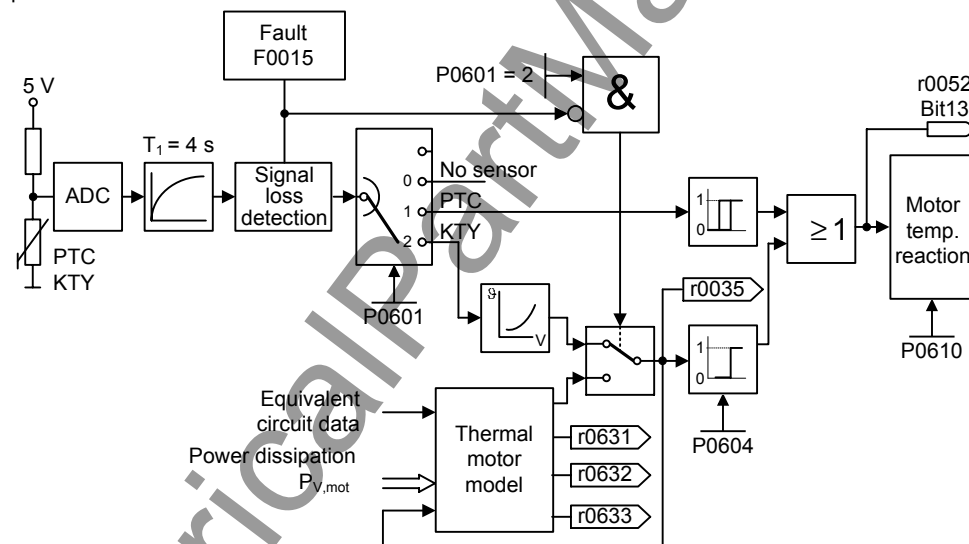 Fault
F0015
P0601 = 2
&
r0052
Bit13
5 V
T1 = 4 s
ADC
Signal
loss
detection
No sensor
0
PTC
1
KTY
2
1
0
≥ 1
Motor
temp.
reaction
PTC
KTY
P0601
ϑ
V
r0035
1
0
P0610
P0604
Equivalent
circuit data
Power dissipation
PV,mot
Thermal
motor
model
r0631
r0632
r0633